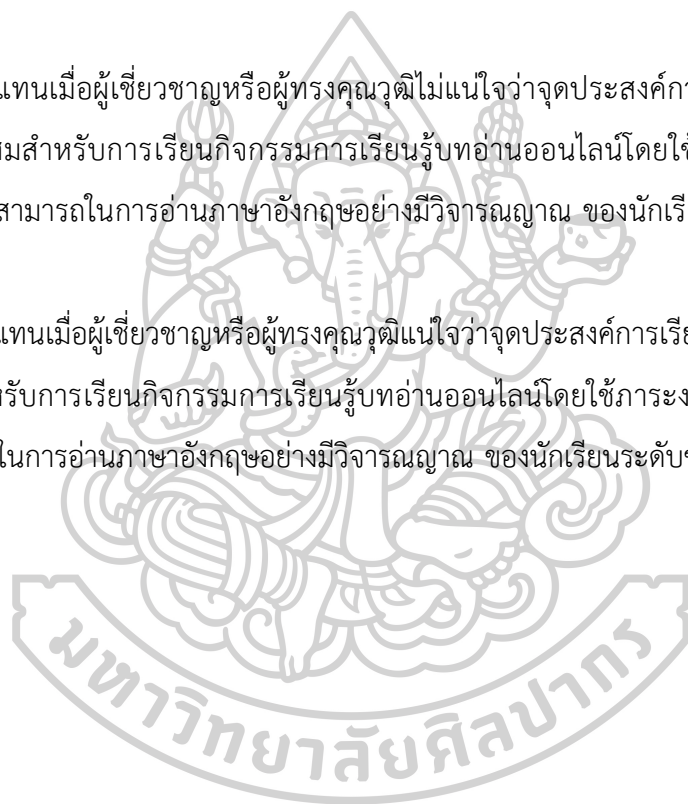 แทนเมื่อผู้เชี่ยวชาญหรือผู้ทรงคุณวุฒิไม่แน่ใจว่าจุดประสงค์กา
สมสำหรับการเรียนกิจกรรมการเรียนรู้บทอ่านออนไลน์โดยใช้
สามารถในการอ่านภาษาอังกฤษอย่างมีวิจารณญาณ ของนักเรี
แทนเมื่อผู้เชี่ยวชาญหรือผู้ทรงคุณวุฒิแน่ใจว่าจุดประสงค์การเรีย
หรับการเรียนกิจกรรมการเรียนรู้บทอ่านออนไลน์โดยใช้ภาระง
ในการอ่านภาษาอังกฤษอย่างมีวิจารณญาณ ของนักเรียนระดับ
มหาวิทยาลัยศิลปากร